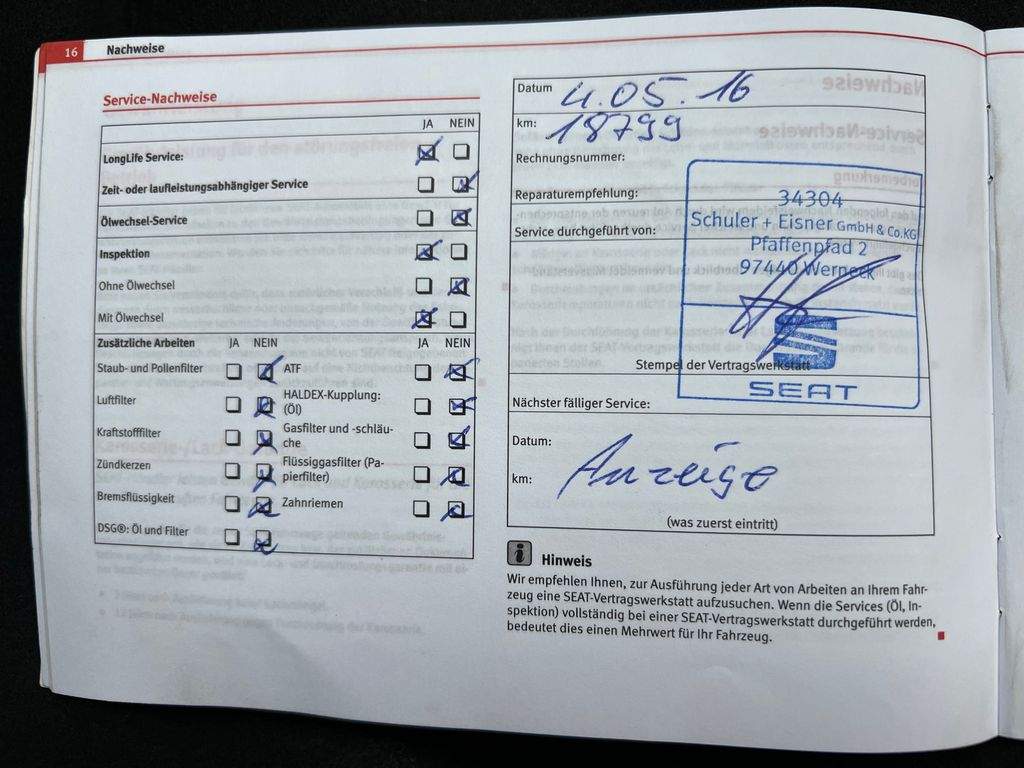 16 Nachweise
Service-Nachweise
JA NEIN
LongLife Service:
Zeit- oder laufleistungsabhängiger Service
Ölwechsel-Service
Inspektion
Ohne Ölwechsel
Mit Ölwechsel
Zusätzliche Arbeiten JA NEIN JA NEIN
Staub- und Pollenfilter ATF
Luftfilter HALDEX-Kupplung:
(Öl)
Kraftstofffilter Gasfilter und -schläu-
che
Zündkerzen Flüssiggasfilter (Pa-
pierfilter)
Bremsflüssigkeit Zahnriemen
DSG®: Öl und Filter
Datum 4.05.16
km: 18799
Rechnungsnummer:
Reparaturempfehlung:
Service durchgeführt von:
34304
Schuler + Eisner GmbH & Co.KG
Pfaffenpfad 2
97440 Werneck
Stempel der Vertragswerkstatt
SEAT
Nächster fälliger Service:
Datum:
km: Anzeige
(was zuerst eintritt)
Hinweis
Wir empfehlen Ihnen, zur Ausführung jeder Art von Arbeiten an Ihrem Fahr-
zeug eine SEAT-Vertragswerkstatt aufzusuchen. Wenn die Services (Öl, In-
spektion) vollständig bei einer SEAT-Vertragswerkstatt durchgeführt werden,
bedeutet dies einen Mehrwert für Ihr Fahrzeug.